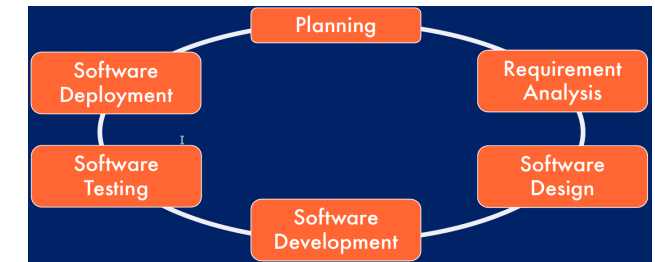 Planning
Requirement
Analysis
Software
Design
Software
Development
Software
Testing
Software
Deployment